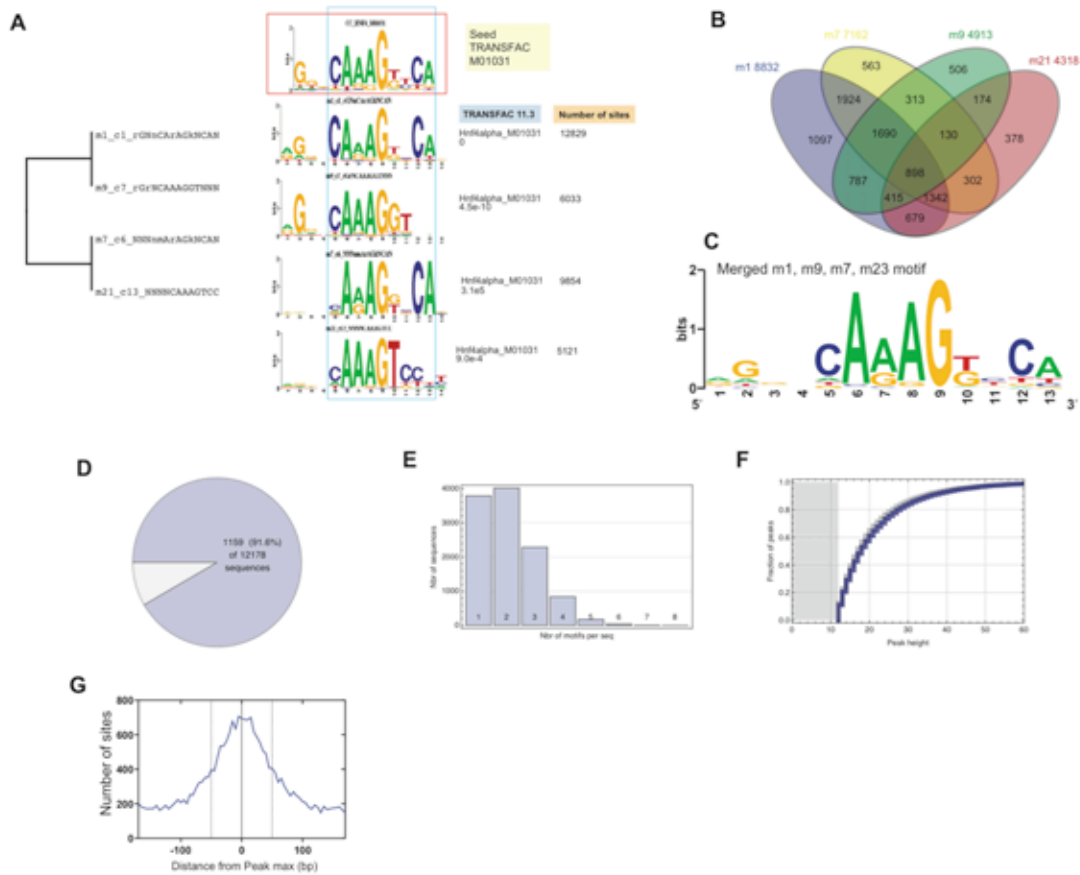 A
Seed
TRANSFAC
M01031
TRANSFAC 11.3
Number of sites
m1_c1_rGNnCArAGkNCAN
Hnf4alpha_M01031
0
12829
m9_c7_rGrNCAAAGGTNNN
Hnf4alpha_M01031
4.5e-10
6033
m7_c6_NNNnmArAGkNCAN
Hnf4alpha_M01031
3.1e5
9854
m21_c13_NNNNCAAAGTCC
Hnf4alpha_M01031
9.0e-4
5121
B
m7 7162
m9 4913
m1 8832
m21 4318
563
506
1924
313
174
1097
1690
130
378
898
787
302
415
1342
679
C
Merged m1, m9, m7, m23 motif
bits
2
1
0
5´
1 2 3 4 5 6 7 8 9 10 11 12 13
3´
D
1159 (91.6%)
of 12178
sequences
E
Nbr of sequences
4000
3000
2000
1000
0
1 2 3 4 5 6 7 8
Nbr of motifs per seq
F
Fraction of peaks
1.0
0.8
0.6
0.4
0.2
0.0
0 10 20 30 40 50 60
Peak height
G
Number of sites
800
600
400
200
0
-100 0 100
Distance from Peak max (bp)